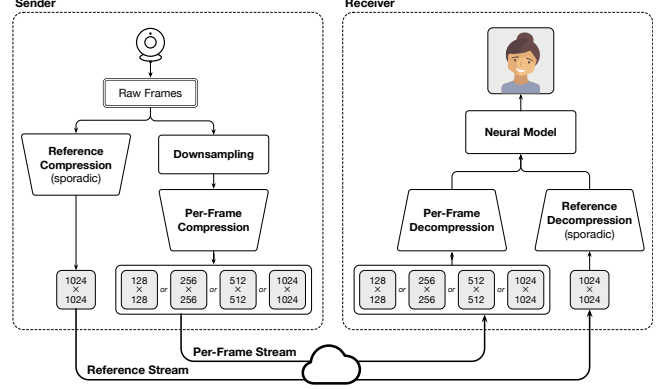 Sender
Receiver
Raw Frames
Reference
Compression
(sporadic)
Downsampling
Per-Frame
Compression
1024
×
1024
128
×
128
or
256
×
256
or
512
×
512
or
1024
×
1024
Neural Model
Per-Frame
Decompression
Reference
Decompression
(sporadic)
128
×
128
or
256
×
256
or
512
×
512
or
1024
×
1024
1024
×
1024
Per-Frame Stream
Reference Stream